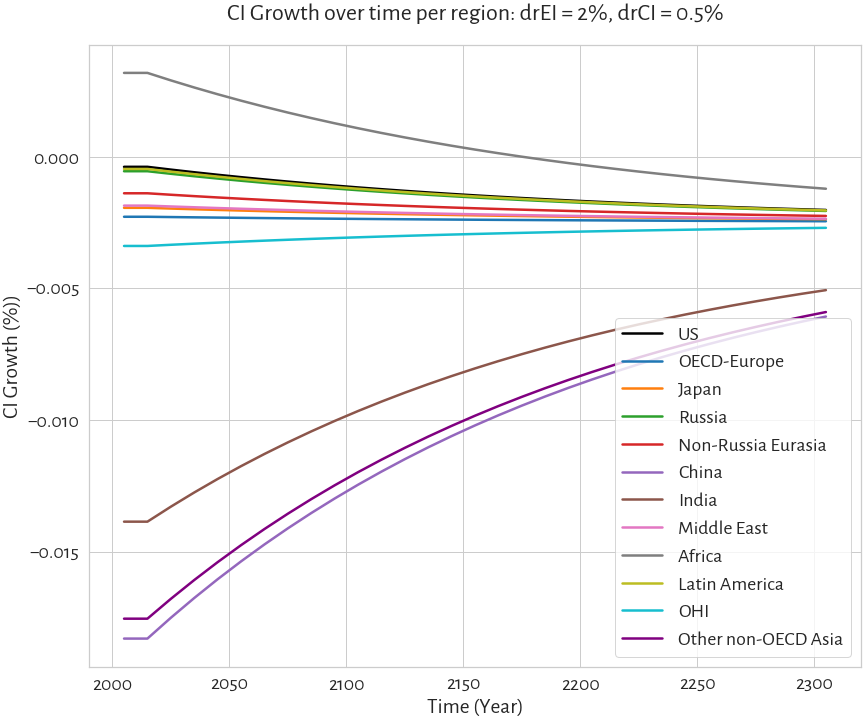 CI Growth over time per region: drEI = 2%, drCI = 0.5%
CI Growth (%))
0.000
−0.005
−0.010
−0.015
US
OECD-Europe
Japan
Russia
Non-Russia Eurasia
China
India
Middle East
Africa
Latin America
OHI
Other non-OECD Asia
2000 2050 2100 2150 2200 2250 2300
Time (Year)